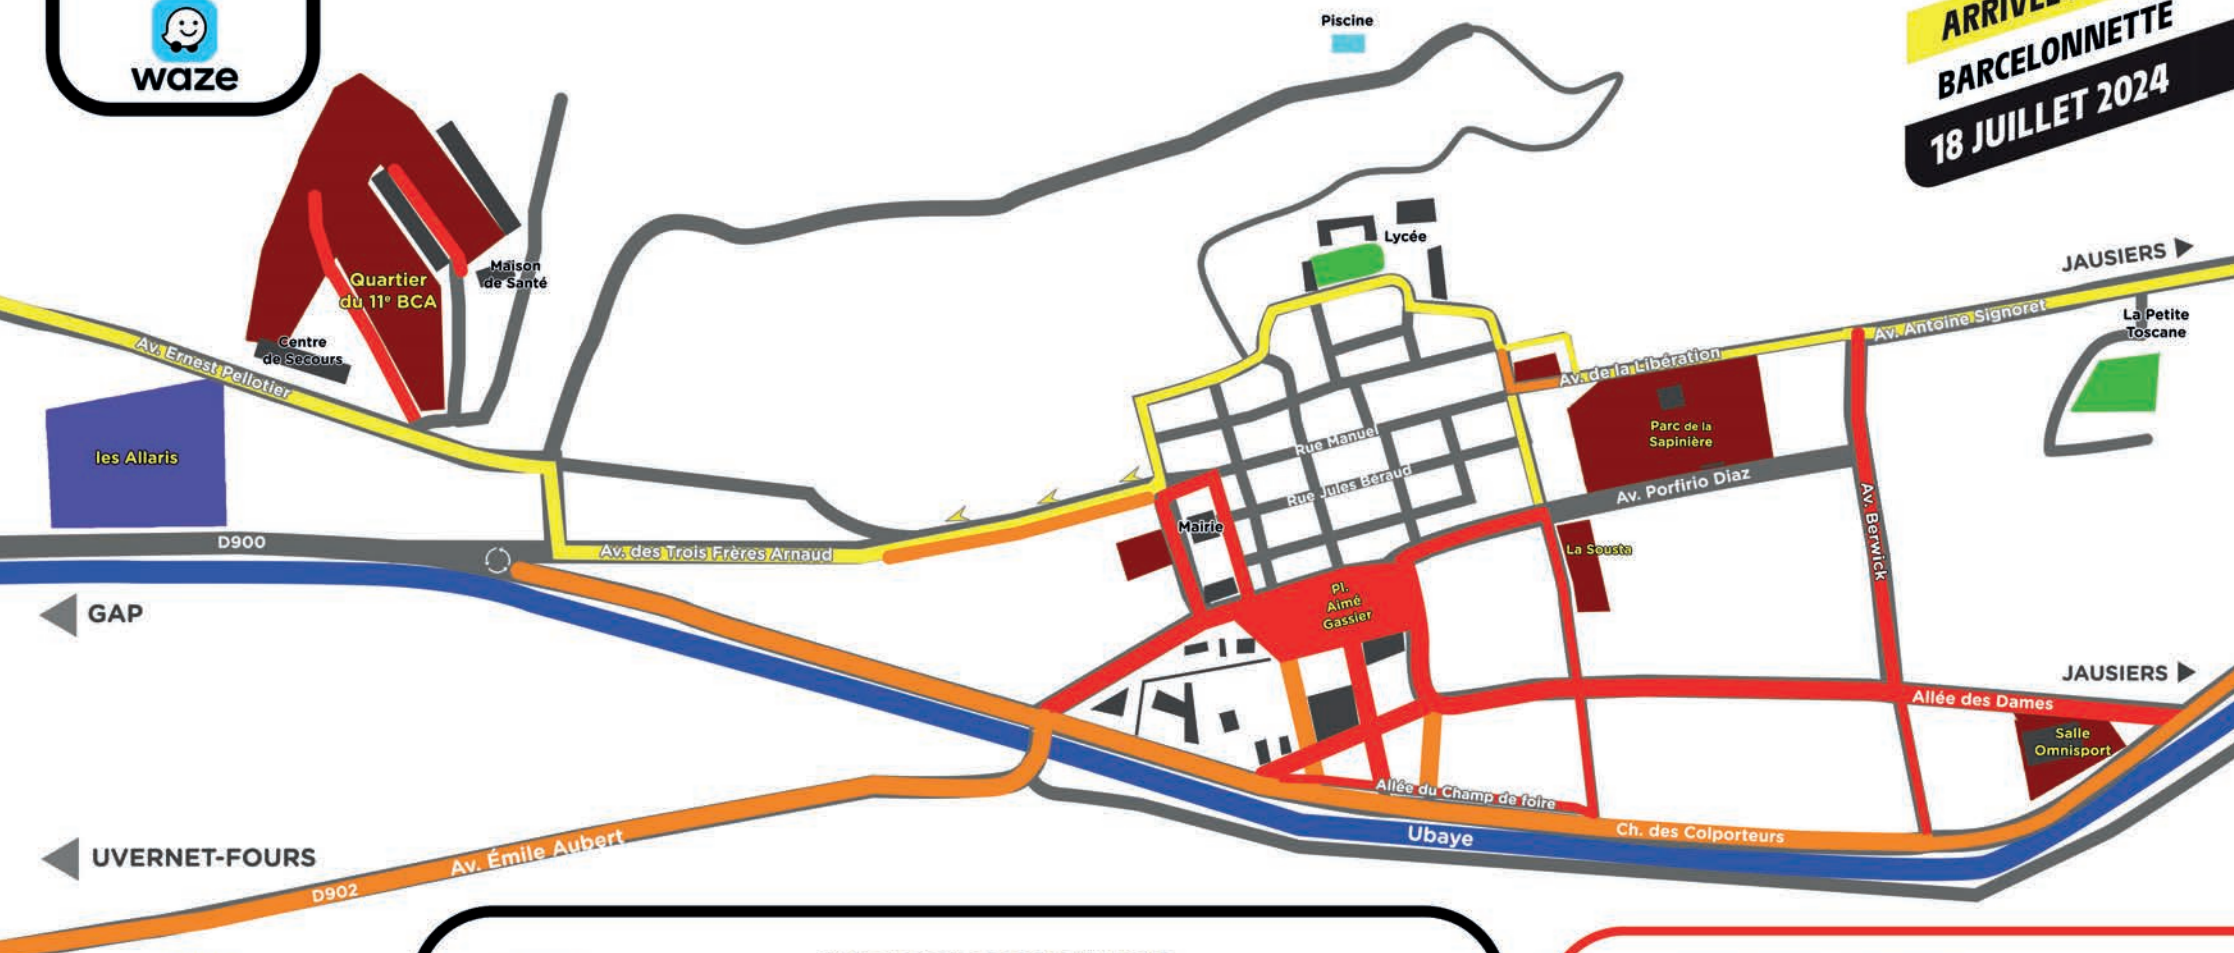 waze
Piscine
ARRIVÉE
BARCELONNETTE
18 JUILLET 2024
Lycée
JAUSIERS
Quartier
du 11e BCA
Maison
de Santé
Centre
de Secours
Av. Ernest Pellotier
les Allaris
Av. Antoine Signoret
La Petite
Toscane
Av. de la Libération
Parc de la
Sapinière
Rue Manuel
Rue Jules Béraud
Av. Porfirio Diaz
Mairie
La Sousta
Av. Berwick
D900
Av. des Trois Frères Arnaud
GAP
Pl.
Aimé
Gassier
JAUSIERS
Allée des Dames
Salle
Omnisport
Allée du Champ de foire
Ch. des Colporteurs
Ubaye
UVERNET-FOURS
Av. Émile Aubert
D902